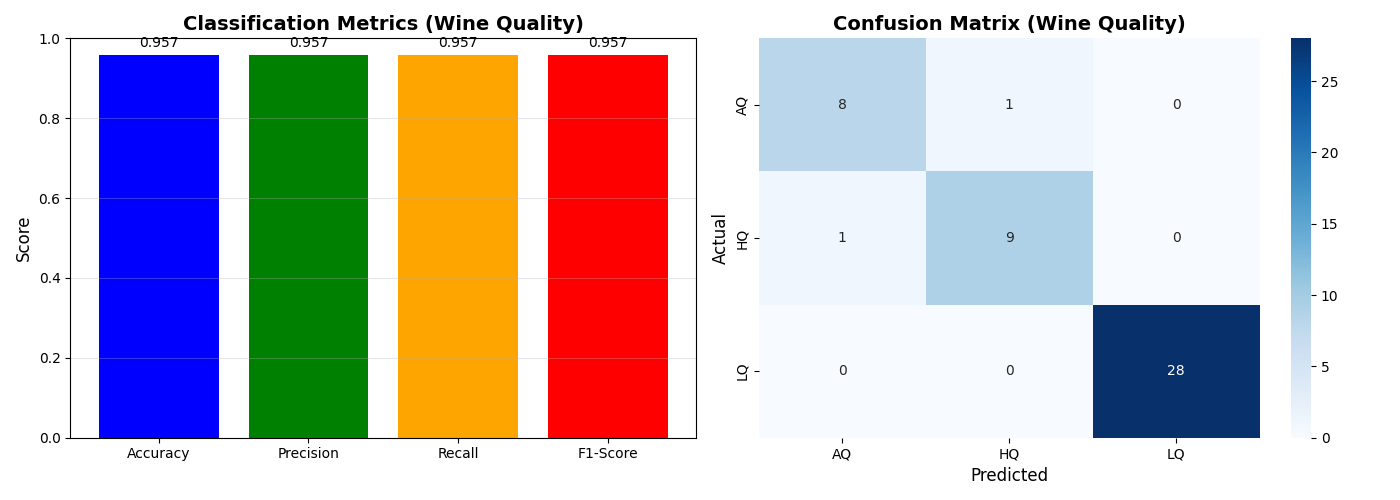 Classification Metrics (Wine Quality)
0.957 0.957 0.957 0.957
1.0
0.8
0.6
0.4
0.2
0.0
Score
Accuracy Precision Recall F1-Score
Confusion Matrix (Wine Quality)
AQ 8 1 0
HQ 1 9 0
LQ 0 0 28
Actual
AQ HQ LQ
Predicted
25
20
15
10
5
0